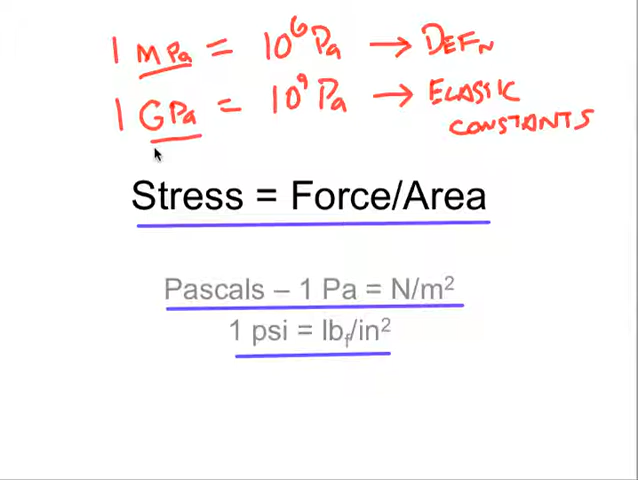 1 MPa = 10⁶ Pa → DEFN
1 GPa = 10⁹ Pa → ELASTIC
CONSTANTS
Stress = Force/Area
Pascals – 1 Pa = N/m²
1 psi = lb_f/in²